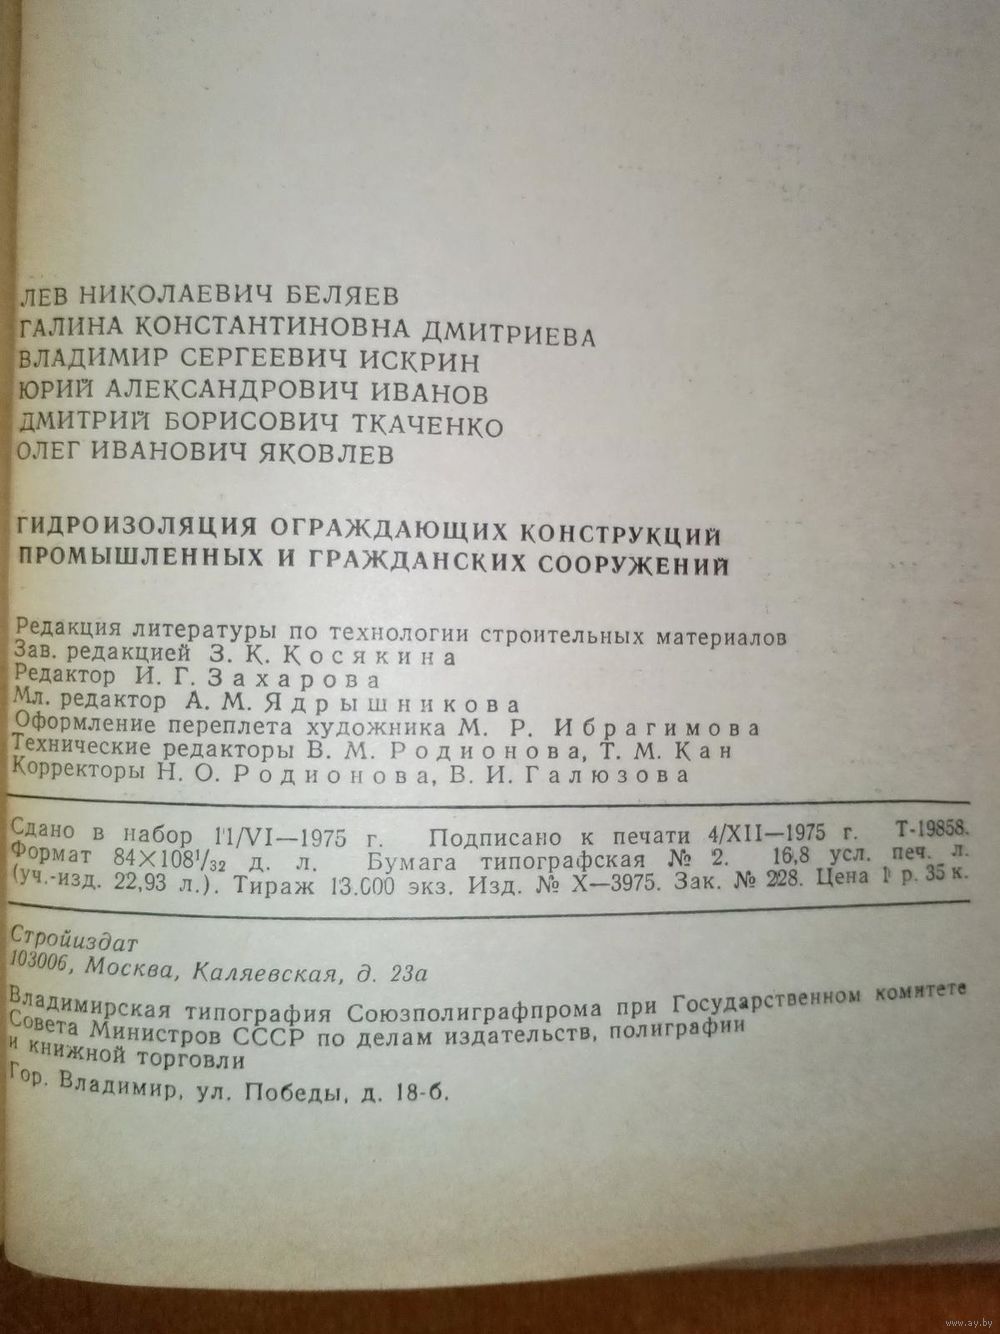 ЛЕВ НИКОЛАЕВИЧ БЕЛЯЕВ
ГАЛИНА КОНСТАНТИНОВНА ДМИТРИЕВА
ВЛАДИМИР СЕРГЕЕВИЧ ИСКРИН
ЮРИЙ АЛЕКСАНДРОВИЧ ИВАНОВ
ДМИТРИЙ БОРИСОВИЧ ТКАЧЕНКО
ОЛЕГ ИВАНОВИЧ ЯКОВЛЕВ
ГИДРОИЗОЛЯЦИЯ ОГРАЖДАЮЩИХ КОНСТРУКЦИЙ
ПРОМЫШЛЕННЫХ И ГРАЖДАНСКИХ СООРУЖЕНИЙ
Редакция литературы по технологии строительных материалов
Зав. редакцией З. К. Косякина
Редактор И. Г. Захарова
Мл. редактор А. М. Ядрышникова
Оформление переплета художника М. Р. Ибрагимова
Технические редакторы В. М. Родионова, Т. М. Кан
Корректоры Н. О. Родионова, В. И. Галюзова
Сдано в набор 11/VI—1975 г. Подписано к печати 4/XII—1975 г. Т-19858.
Формат 84×108¹/₃₂ д. л. Бумага типографская № 2. 16,8 усл. печ. л.
(уч.-изд. 22,93 л.). Тираж 13.000 экз. Изд. № X—3975. Зак. № 228. Цена 1 р. 35 к.
Стройиздат
103006, Москва, Каляевская, д. 23а
Владимирская типография Союзполиграфпрома при Государственном комитете
Совета Министров СССР по делам издательств, полиграфии
и книжной торговли
Гор. Владимир, ул. Победы, д. 18-б.
www.ay.by